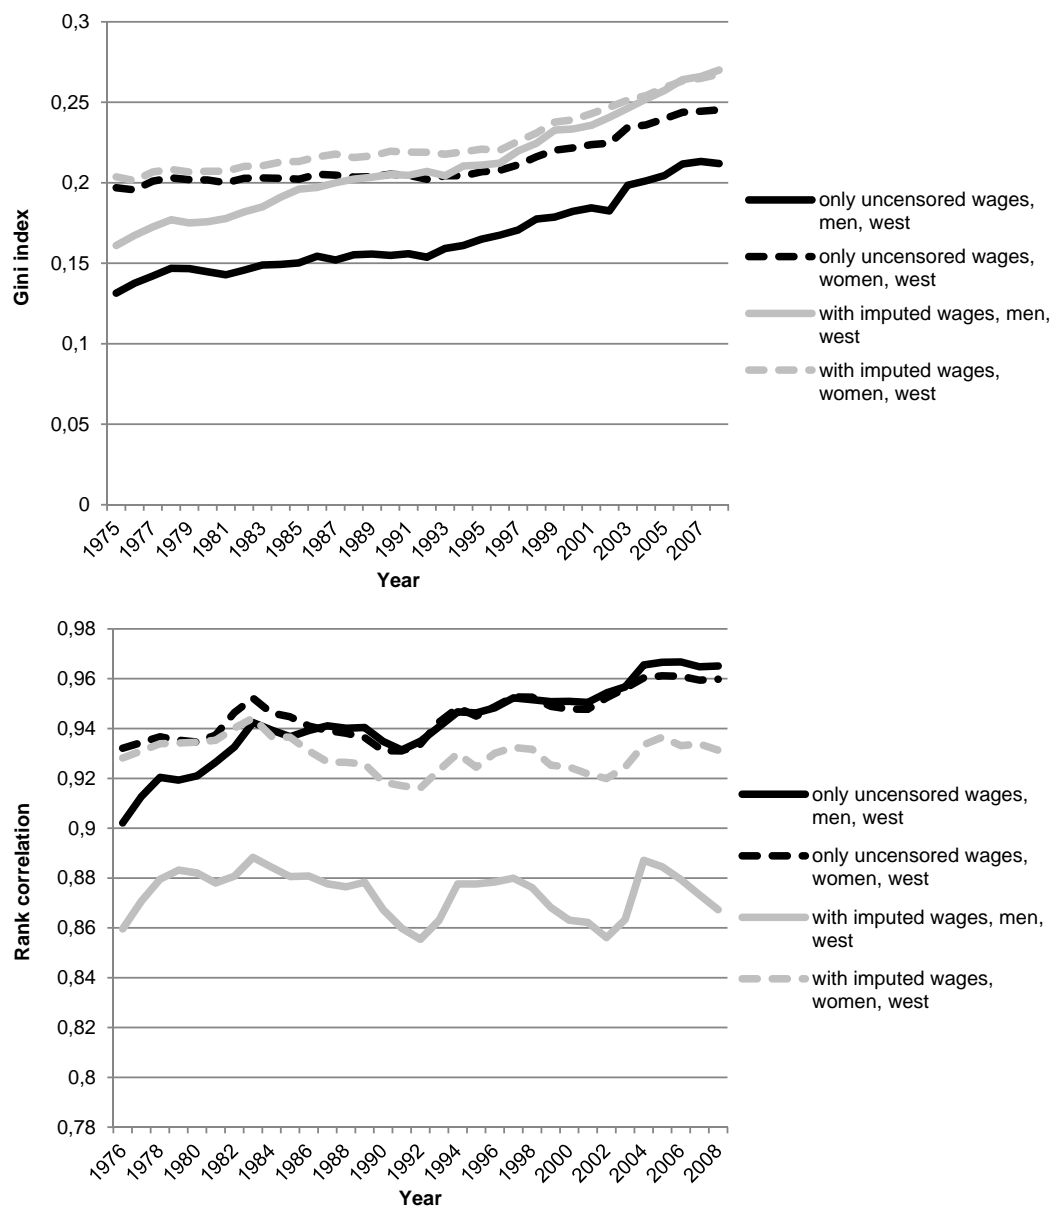 0,3
0,25
0,2
0,15
0,1
0,05
0
Gini index
1975
1977
1979
1981
1983
1985
1987
1989
1991
1993
1995
1997
1999
2001
2003
2005
2007
Year
only uncensored wages,
men, west
only uncensored wages,
women, west
with imputed wages, men,
west
with imputed wages,
women, west
0,98
0,96
0,94
0,92
0,9
0,88
0,86
0,84
0,82
0,8
0,78
Rank correlation
1976
1978
1980
1982
1984
1986
1988
1990
1992
1994
1996
1998
2000
2002
2004
2006
2008
Year
only uncensored wages,
men, west
only uncensored wages,
women, west
with imputed wages, men,
west
with imputed wages,
women, west